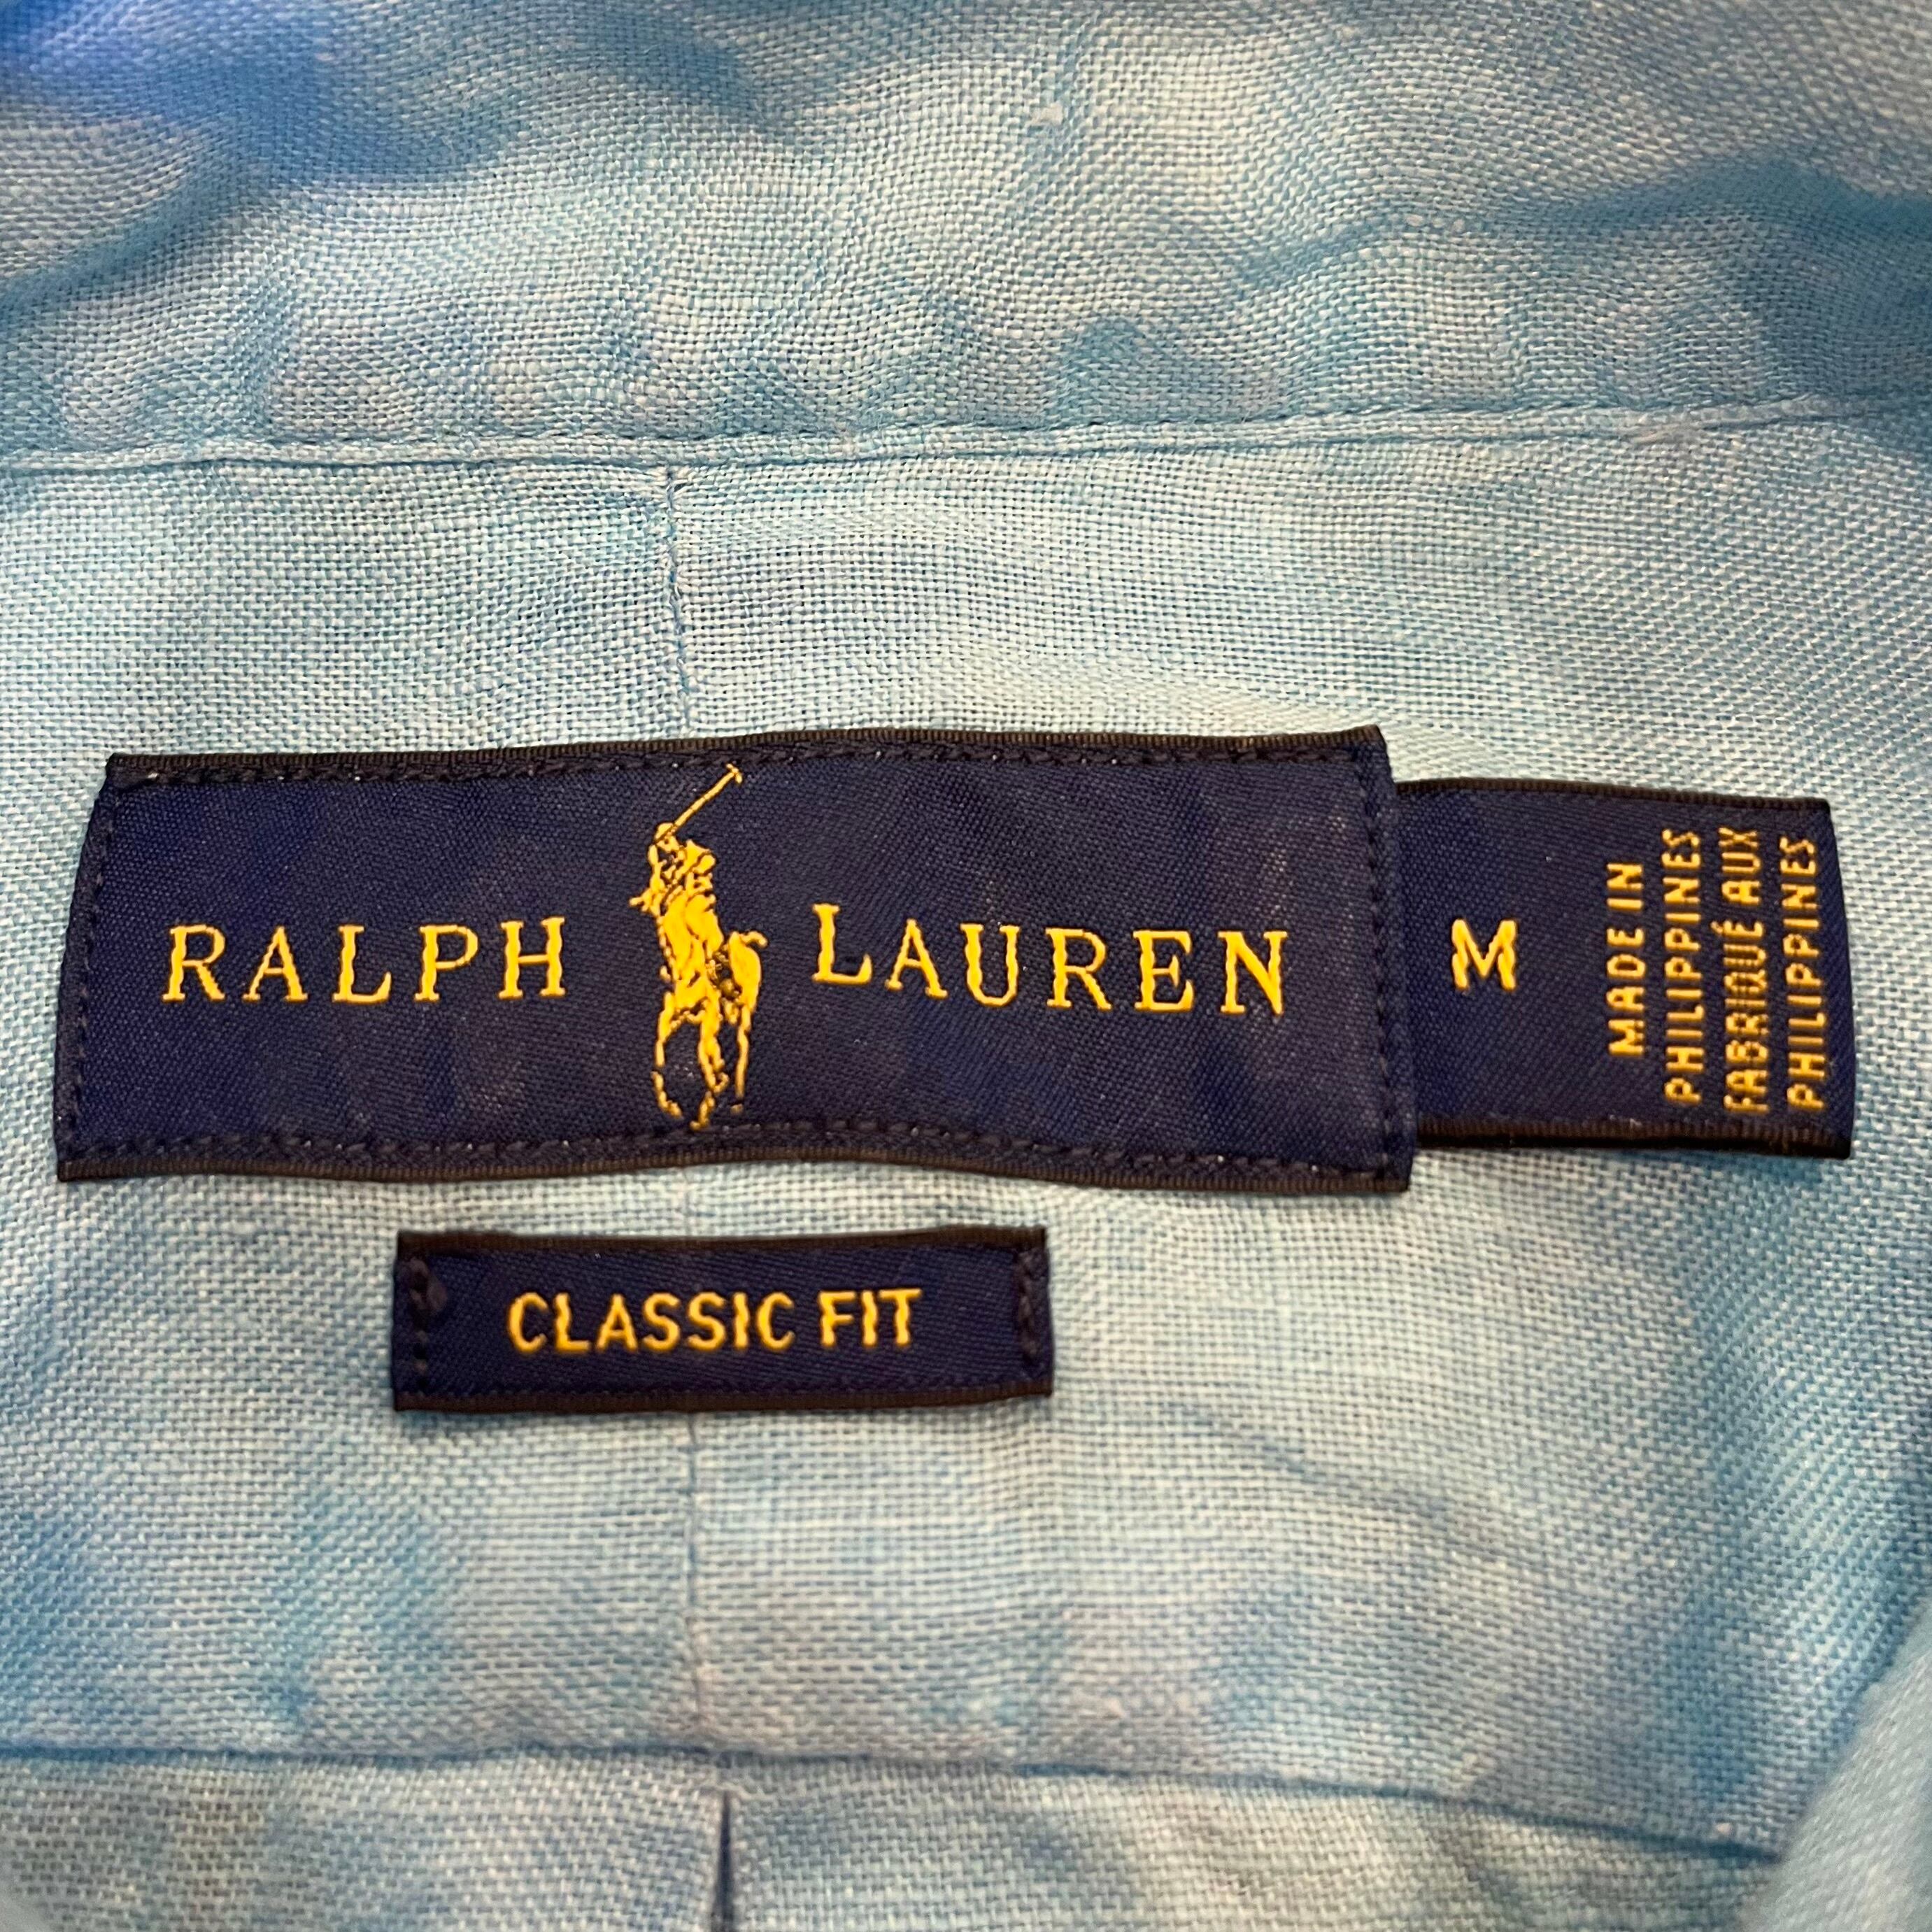 RALPH LAUREN
M
MADE IN
PHILIPPINES
FABRIQUÉ AUX
PHILIPPINES
CLASSIC FIT